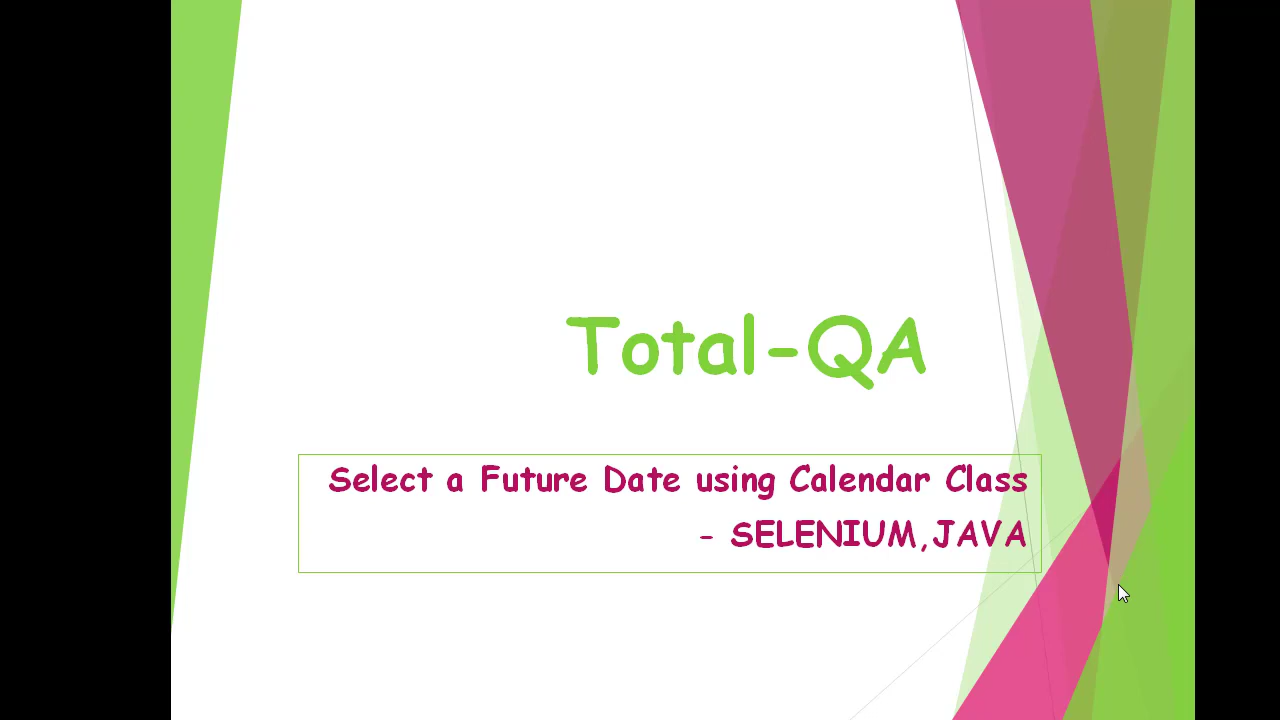 Total-QA
Select a Future Date using Calendar Class
- SELENIUM,JAVA